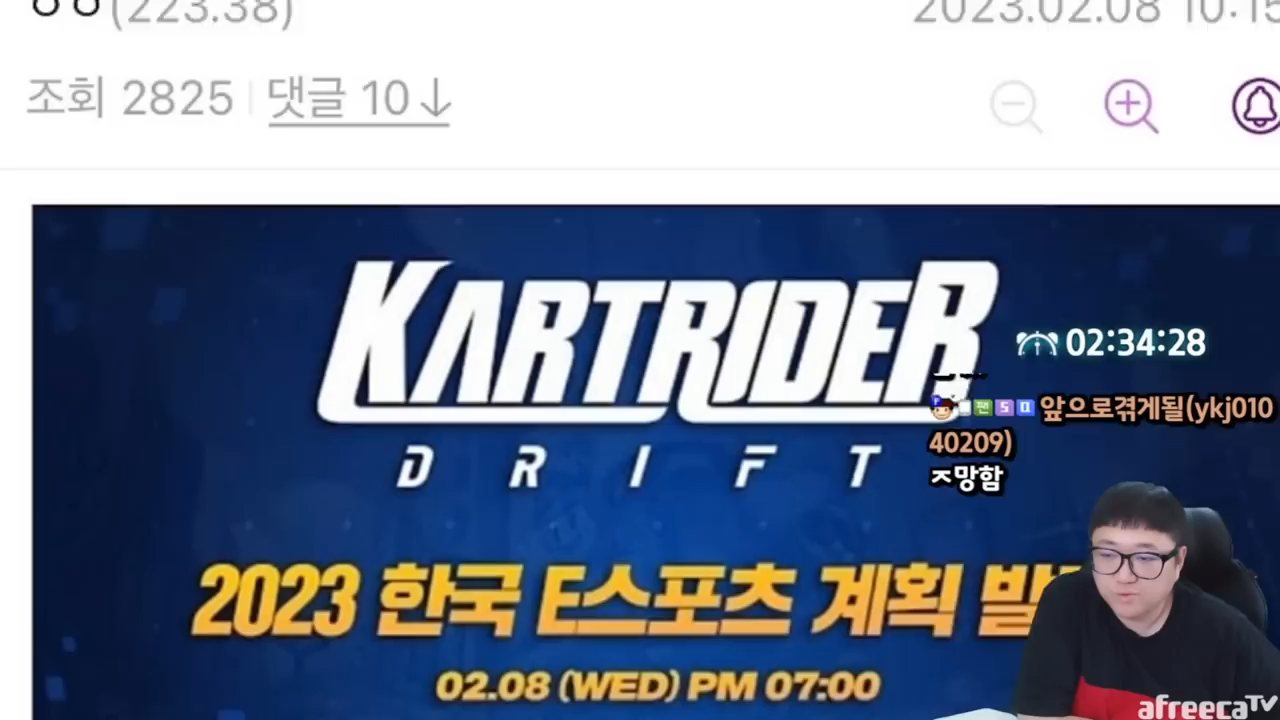 ㅇㅇ(223.38)
2023.02.08 10:15
조회 2825
댓글 10↓
KARTRIDER
DRIFT
02:34:28
앞으로겪게될(ykj010
40209)
ㅈ망함
2023 한국 E스포츠 계획 발
02.08 (WED) PM 07:00
afreecaTV